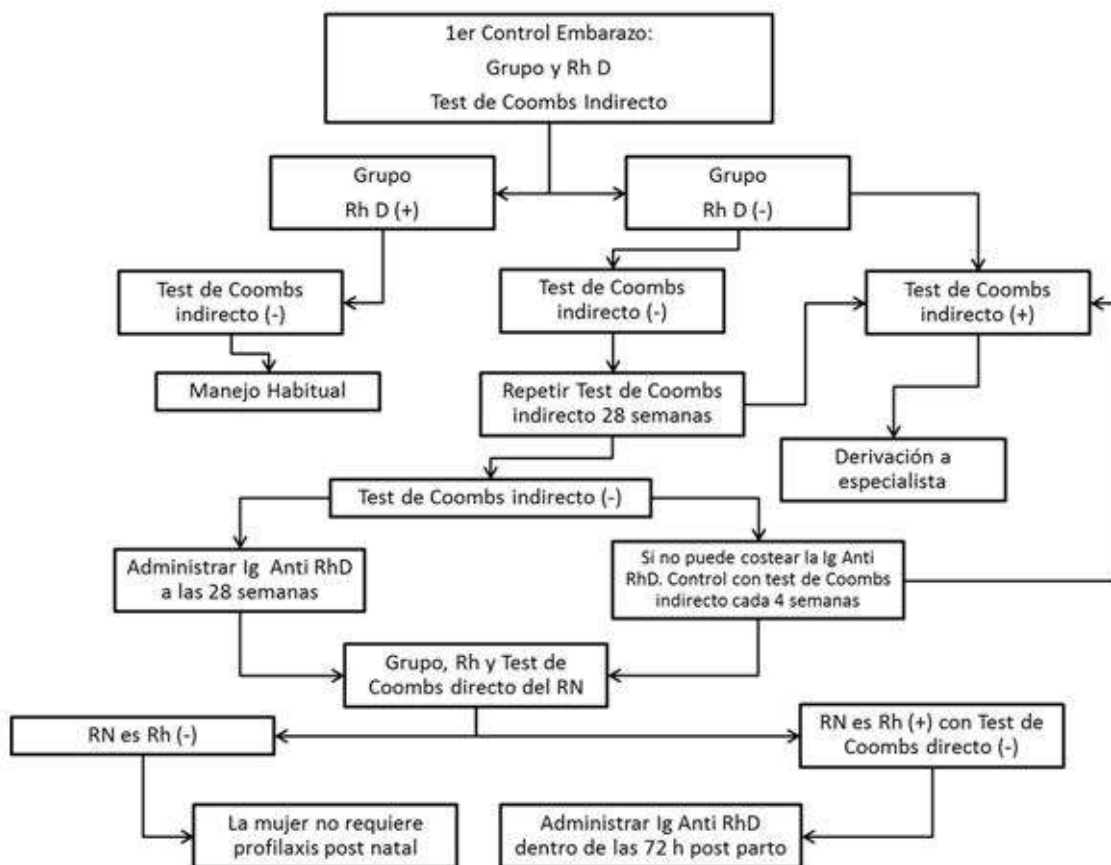 1er Control Embarazo:
Grupo y Rh D
Test de Coombs Indirecto
Grupo
Rh D (+)
Grupo
Rh D (-)
Test de Coombs
indirecto (-)
Test de Coombs
indirecto (-)
Test de Coombs
indirecto (+)
Manejo Habitual
Repetir Test de Coombs
indirecto 28 semanas
Derivación a
especialista
Test de Coombs indirecto (-)
Administrar Ig Anti RhD
a las 28 semanas
Si no puede costear la Ig Anti
RhD. Control con test de Coombs
indirecto cada 4 semanas
Grupo, Rh y Test de
Coombs directo del RN
RN es Rh (-)
RN es Rh (+) con Test de
Coombs directo (-)
La mujer no requiere
profilaxis post natal
Administrar Ig Anti RhD
dentro de las 72 h post parto